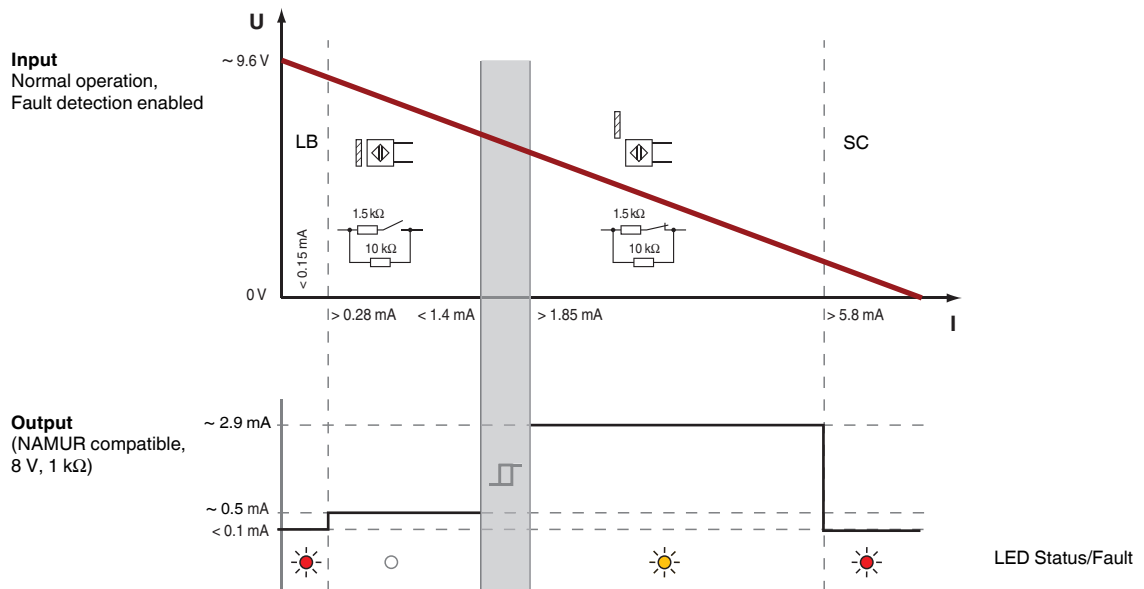 U
Input
Normal operation,
Fault detection enabled
~ 9.6 V
LB
SC
1.5 kΩ
10 kΩ
1.5 kΩ
10 kΩ
< 0.15 mA
0 V
> 0.28 mA
< 1.4 mA
> 1.85 mA
> 5.8 mA
I
Output
(NAMUR compatible,
8 V, 1 kΩ)
~ 2.9 mA
~ 0.5 mA
< 0.1 mA
LED Status/Fault